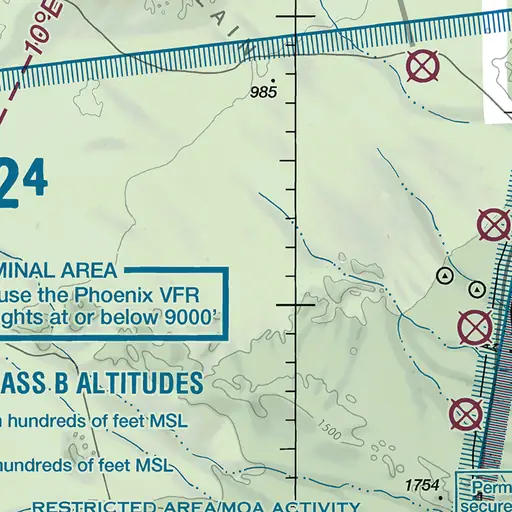 10°E
LAIN
985
2⁴
MINAL AREA
use the Phoenix VFR
ghts at or below 9000'
ASS B ALTITUDES
n hundreds of feet MSL
1500
hundreds of feet MSL
1754
Perm
secure
RESTRICTED AREA/MOA ACTIVITY